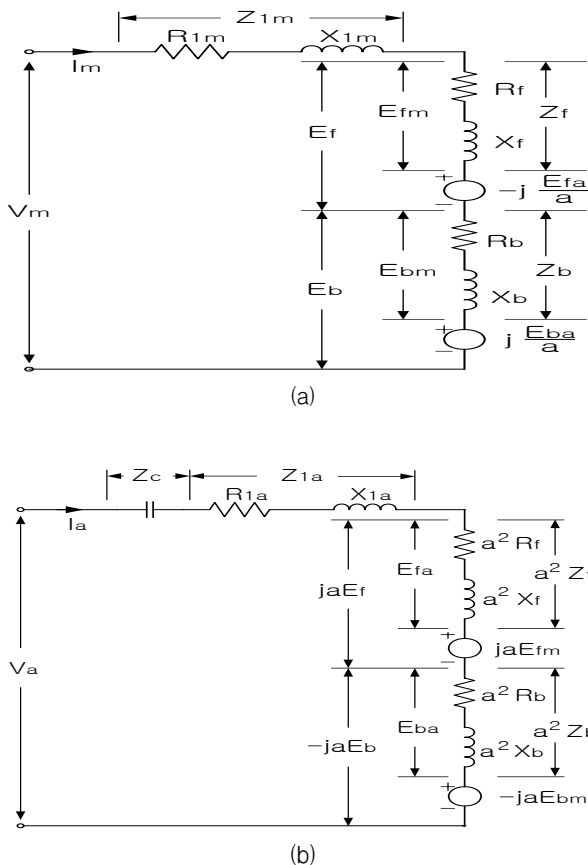 Z1m
R1m X1m
Im
Rf
Efm Zf
Ef
Xf
+
-j Efa/a
Vm
−
Rb
Ebm Zb
Eb
Xb
+
j Eba/a
−
(a)
Zc Z1a
R1a X1a
Ia
a² Rf
Efa
jaEf a² Xf
+
jaEfm
Va
−
a² Rb
Eba
-jaEb a² Xb
+
-jaEbm
−
(b)